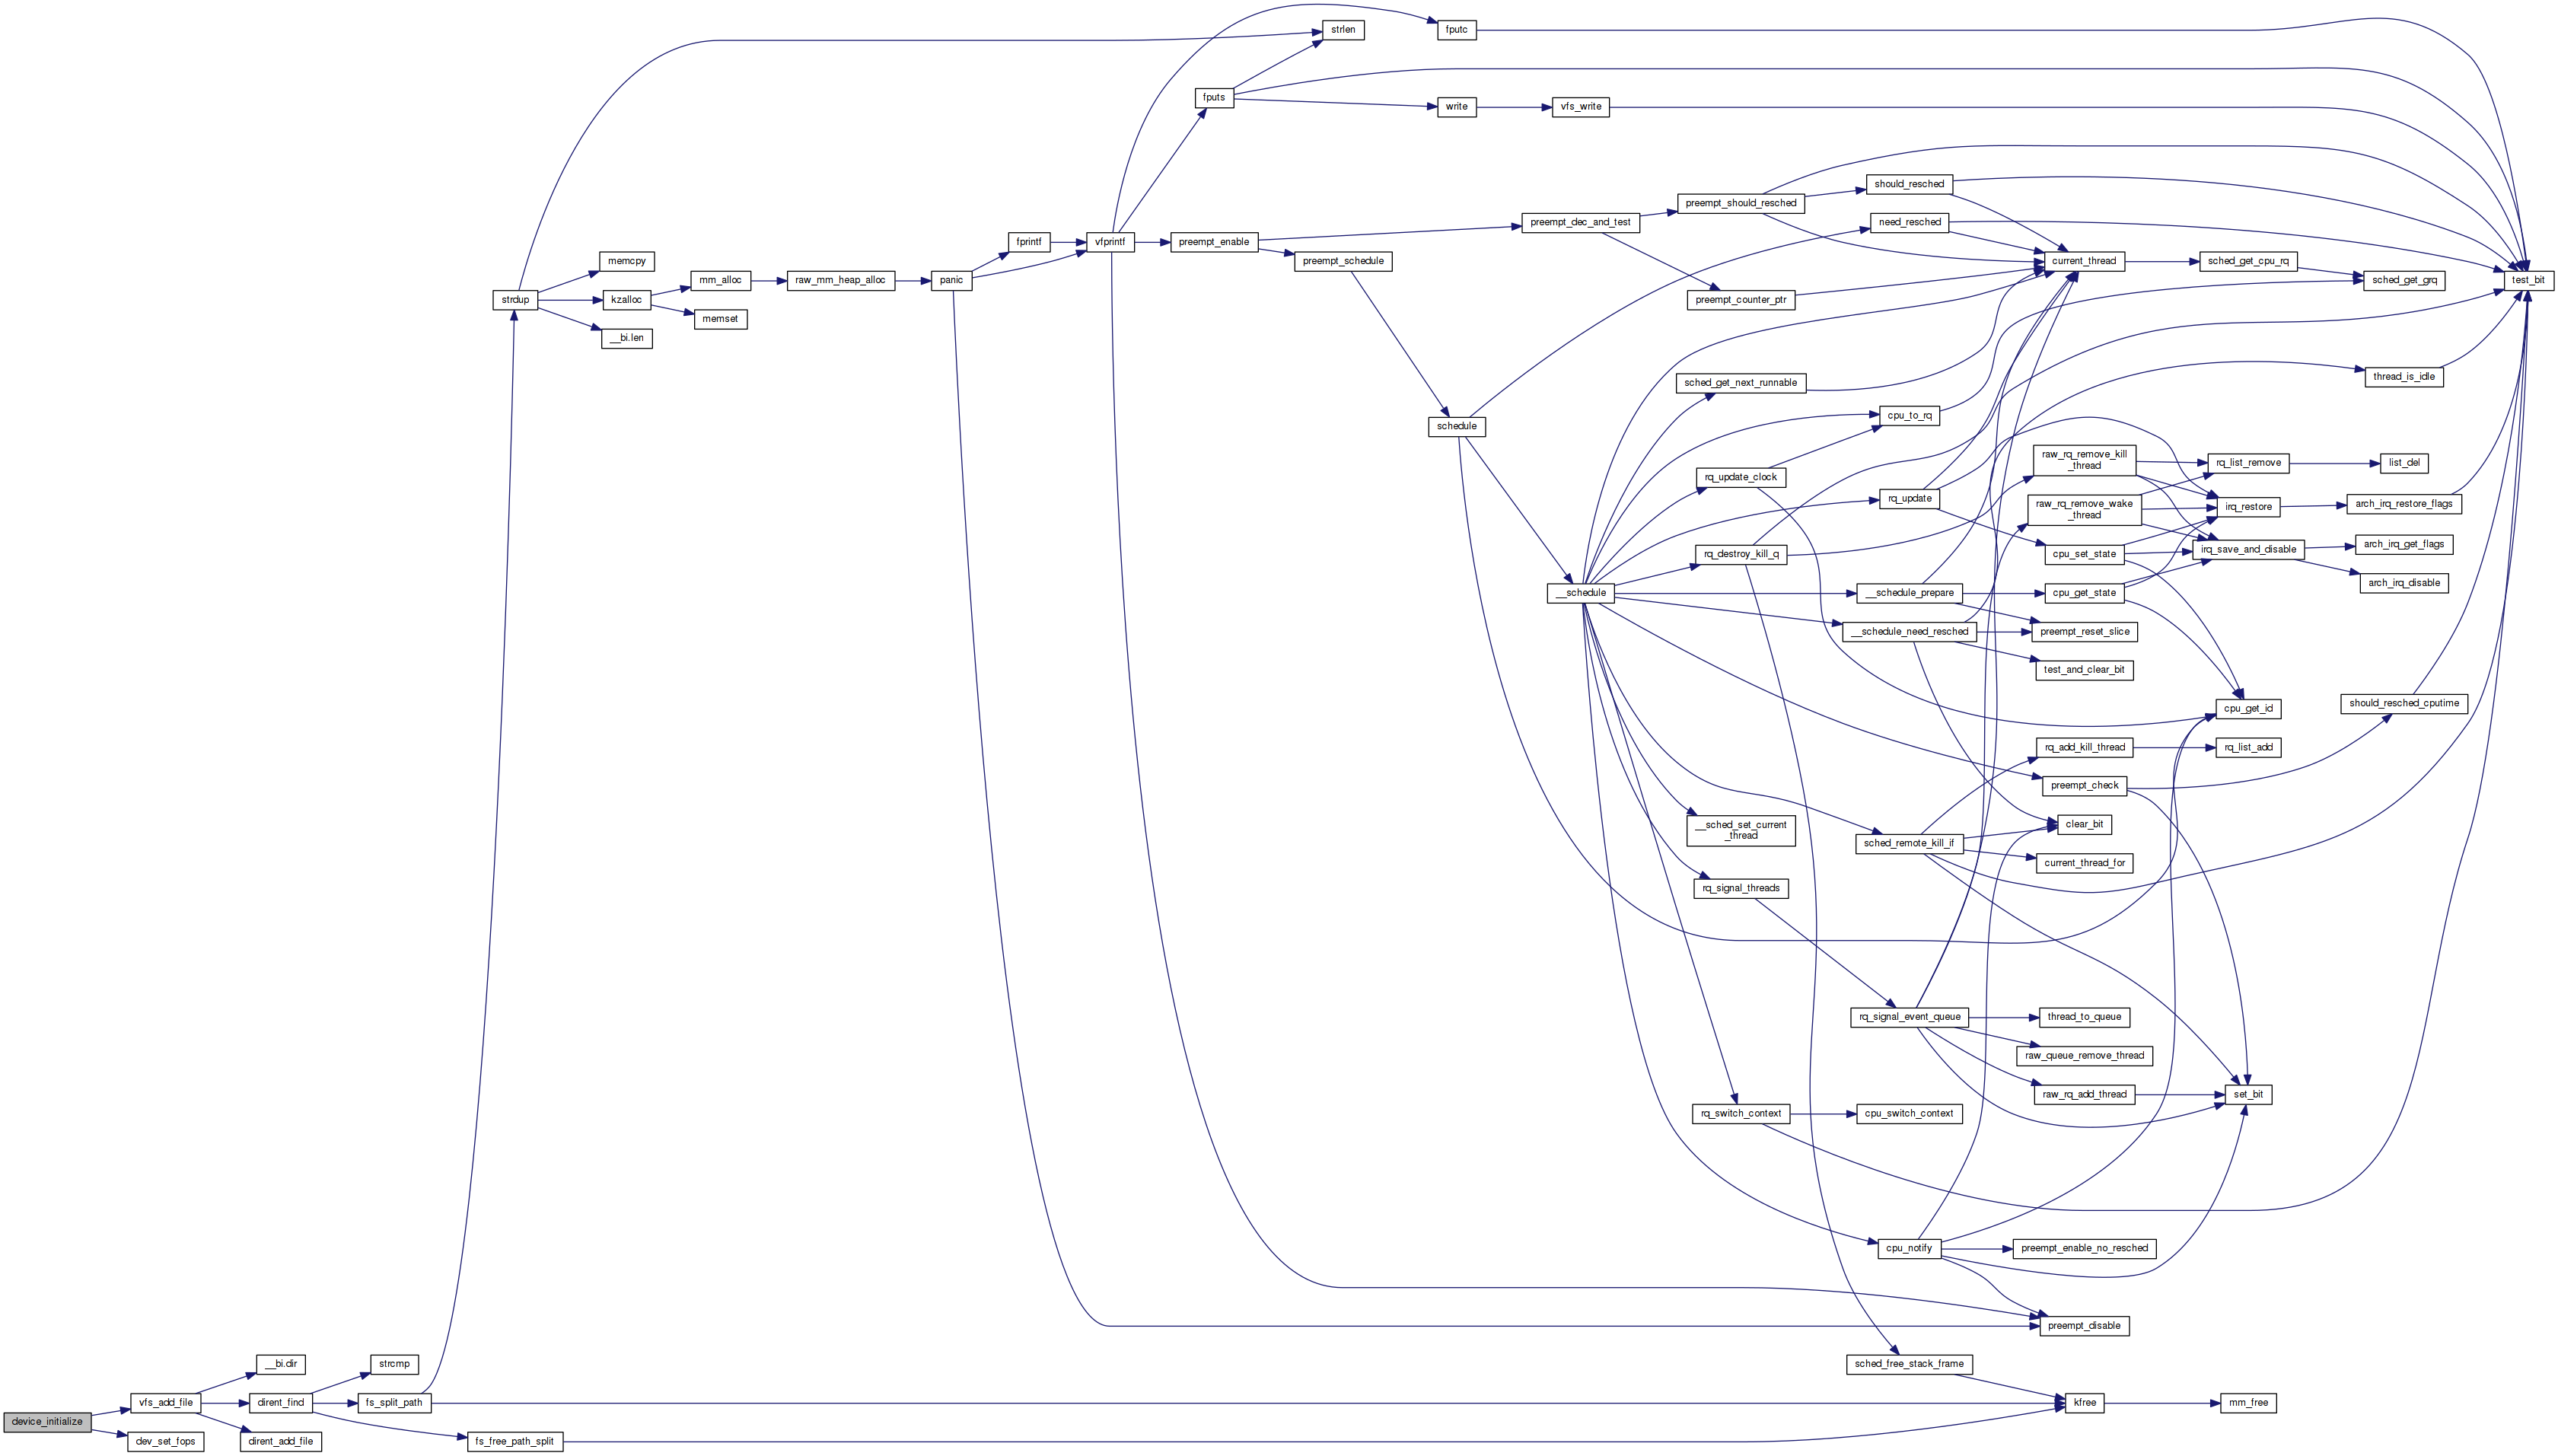 strlen
fputc
fputs
write
vfs_write
should_resched
preempt_should_resched
need_resched
preempt_dec_and_test
fprintf
vfprintf
preempt_enable
memcpy
preempt_schedule
current_thread
sched_get_cpu_rq
mm_alloc
raw_mm_heap_alloc
panic
sched_get_grq
test_bit
strdup
kzalloc
preempt_counter_ptr
memset
__bi.len
thread_is_idle
sched_get_next_runnable
cpu_to_rq
schedule
raw_rq_remove_kill
_thread
rq_list_remove
list_del
rq_update_clock
rq_update
raw_rq_remove_wake
_thread
irq_restore
arch_irq_restore_flags
rq_destroy_kill_q
cpu_set_state
irq_save_and_disable
arch_irq_get_flags
arch_irq_disable
__schedule
__schedule_prepare
cpu_get_state
__schedule_need_resched
preempt_reset_slice
test_and_clear_bit
cpu_get_id
should_resched_cputime
rq_add_kill_thread
rq_list_add
preempt_check
__sched_set_current
_thread
clear_bit
sched_remote_kill_if
current_thread_for
rq_signal_threads
rq_signal_event_queue
thread_to_queue
raw_queue_remove_thread
raw_rq_add_thread
set_bit
rq_switch_context
cpu_switch_context
cpu_notify
preempt_enable_no_resched
preempt_disable
__bi.dir
strcmp
sched_free_stack_frame
vfs_add_file
dirent_find
fs_split_path
kfree
mm_free
device_initialize
dev_set_fops
dirent_add_file
fs_free_path_split